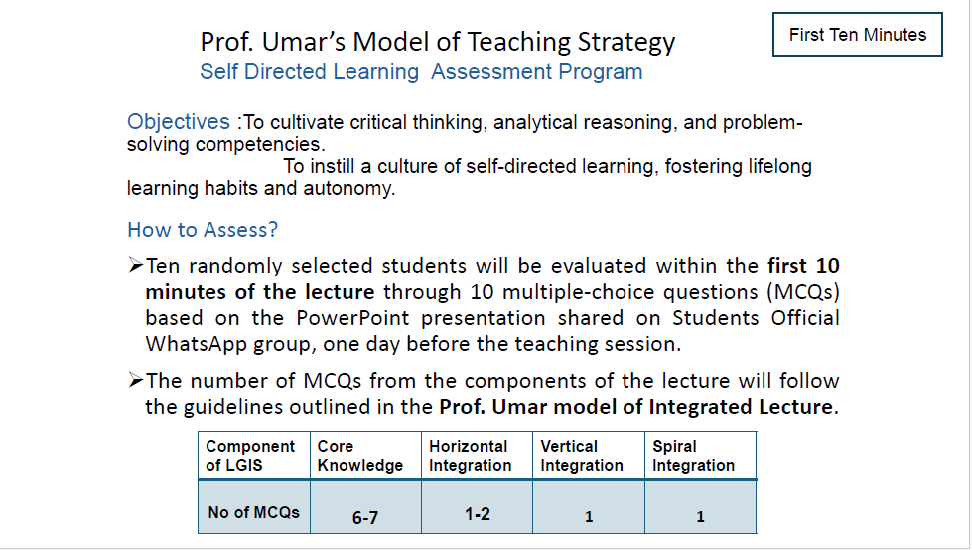 First Ten Minutes
Prof. Umar’s Model of Teaching Strategy
Self Directed Learning Assessment Program
Objectives :To cultivate critical thinking, analytical reasoning, and problem-
solving competencies.
To instill a culture of self-directed learning, fostering lifelong
learning habits and autonomy.
How to Assess?
➢Ten randomly selected students will be evaluated within the first 10
minutes of the lecture through 10 multiple-choice questions (MCQs)
based on the PowerPoint presentation shared on Students Official
WhatsApp group, one day before the teaching session.
➢The number of MCQs from the components of the lecture will follow
the guidelines outlined in the Prof. Umar model of Integrated Lecture.
Component Core Horizontal Vertical Spiral
of LGIS Knowledge Integration Integration Integration
No of MCQs 6-7 1-2 1 1